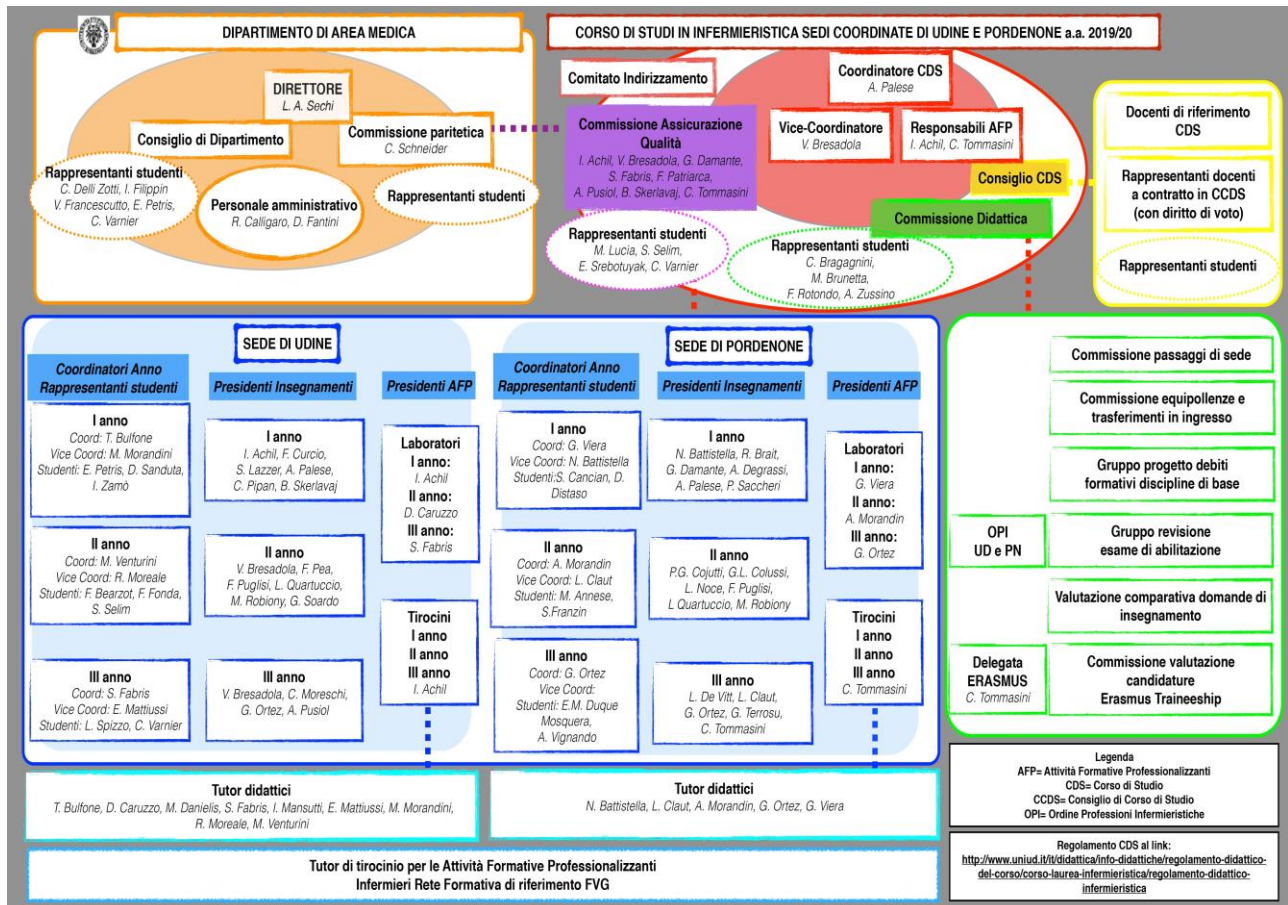 DIPARTIMENTO DI AREA MEDICA
DIRETTORE
L. A. Sechi
Consiglio di Dipartimento
Commissione paritetica
C. Schneider
Rappresentanti studenti
C. Delli Zotti, I. Filippin
V. Francescutto, E. Petris,
C. Varnier
Personale amministrativo
R. Calligaro, D. Fantini
Rappresentanti studenti
CORSO DI STUDI IN INFERMIERISTICA SEDI COORDINATE DI UDINE E PORDENONE a.a. 2019/20
Comitato Indirizzamento
Coordinatore CDS
A. Palese
Commissione Assicurazione
Qualità
I. Achil, V. Bresadola, G. Damante,
S. Fabris, F. Patriarca,
A. Pusiol, B. Skerlavaj, C. Tommasini
Vice-Coordinatore
V. Bresadola
Responsabili AFP
I. Achil, C. Tommasini
Consiglio CDS
Commissione Didattica
Rappresentanti studenti
M. Lucia, S. Selim,
E. Srebotuyak, C. Varnier
Rappresentanti studenti
C. Bragagnini,
M. Brunetta,
F. Rotondo, A. Zussino
Docenti di riferimento
CDS
Rappresentanti docenti
a contratto in CCDS
(con diritto di voto)
Rappresentanti studenti
SEDE DI UDINE
Coordinatori Anno
Rappresentanti studenti
Presidenti Insegnamenti
Presidenti AFP
I anno
Coord: T. Bulfone
Vice Coord: M. Morandini
Studenti: E. Petris, D. Sanduta,
I. Zamò
I anno
I. Achil, F. Curcio,
S. Lazzer, A. Palese,
C. Pipan, B. Skerlavaj
Laboratori
I anno:
I. Achil
II anno:
D. Caruzzo
III anno:
S. Fabris
II anno
Coord: M. Venturini
Vice Coord: R. Moreale
Studenti: F. Bearzot, F. Fonda,
S. Selim
II anno
V. Bresadola, F. Pea,
F. Puglisi, L. Quartuccio,
M. Robiony, G. Soardo
Tirocini
I anno
II anno
III anno
I. Achil
III anno
Coord: S. Fabris
Vice Coord: E. Mattiussi
Studenti: L. Spizzo, C. Varnier
III anno
V. Bresadola, C. Moreschi,
G. Ortez, A. Pusiol
SEDE DI PORDENONE
Coordinatori Anno
Rappresentanti studenti
Presidenti Insegnamenti
Presidenti AFP
I anno
Coord: G. Viera
Vice Coord: N. Battistella
Studenti:S. Cancian, D.
Distaso
I anno
N. Battistella, R. Brait,
G. Damante, A. Degrassi,
A. Palese, P. Saccheri
Laboratori
I anno:
G. Viera
II anno:
A. Morandin
III anno:
G. Ortez
II anno
Coord: A. Morandin
Vice Coord: L. Claut
Studenti: M. Annese,
S.Franzin
II anno
P.G. Cojutti, G.L. Colussi,
L. Noce, F. Puglisi,
L Quartuccio, M. Robiony
Tirocini
I anno
II anno
III anno
C. Tommasini
III anno
Coord: G. Ortez
Vice Coord:
Studenti: E.M. Duque
Mosquera,
A. Vignando
III anno
L. De Vitt, L. Claut,
G. Ortez, G. Terrosu,
C. Tommasini
Commissione passaggi di sede
Commissione equipollenze e
trasferimenti in ingresso
Gruppo progetto debiti
formativi discipline di base
OPI
UD e PN
Gruppo revisione
esame di abilitazione
Valutazione comparativa domande di
insegnamento
Delegata
ERASMUS
C. Tommasini
Commissione valutazione
candidature
Erasmus Traineeship
Tutor didattici
T. Bulfone, D. Caruzzo, M. Danielis, S. Fabris, I. Mansutti, E. Mattiussi, M. Morandini,
R. Moreale, M. Venturini
Tutor didattici
N. Battistella, L. Claut, A. Morandin, G. Ortez, G. Viera
Tutor di tirocinio per le Attività Formative Professionalizzanti
Infermieri Rete Formativa di riferimento FVG
Legenda
AFP= Attività Formative Professionalizzanti
CDS= Corso di Studio
CCDS= Consiglio di Corso di Studio
OPI= Ordine Professioni Infermieristiche
Regolamento CDS al link:
http://www.uniud.it/it/didattica/info-didattiche/regolamento-didattico-
del-corso/corso-laurea-infermieristica/regolamento-didattico-
infermieristica